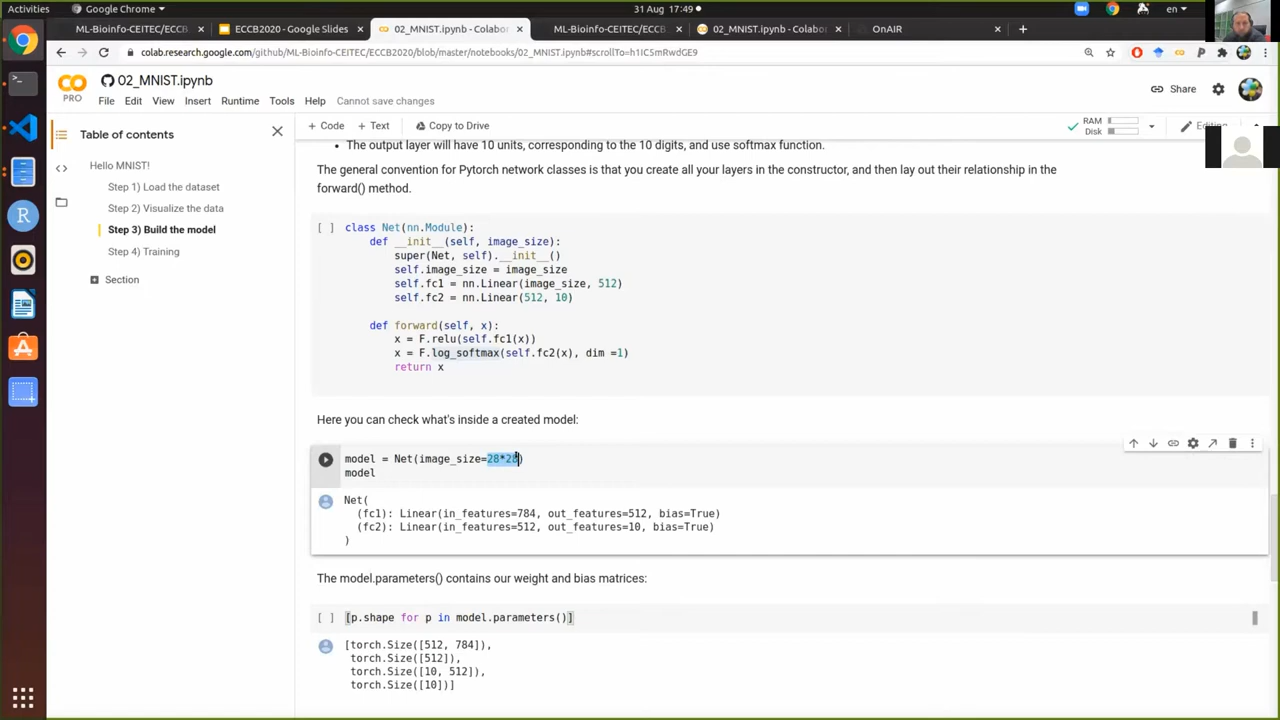 Activities
Google Chrome
31 Aug 17:49
en
ML-Bioinfo-CEITEC/ECCB
ECCB2020 - Google Slides
02_MNIST.ipynb - Colabora
ML-Bioinfo-CEITEC/ECCB
02_MNIST.ipynb - Colabora
OnAIR
colab.research.google.com/github/ML-Bioinfo-CEITEC/ECCB2020/blob/master/notebooks/02_MNIST.ipynb#scrollTo=h1ICSmRwdGE9
PRO
02_MNIST.ipynb
Share
File Edit View Insert Runtime Tools Help Cannot save changes
Table of contents
+ Code + Text Copy to Drive
RAM
Disk
Editing
Hello MNIST!
Step 1) Load the dataset
Step 2) Visualize the data
Step 3) Build the model
Step 4) Training
Section
The output layer will have 10 units, corresponding to the 10 digits, and use softmax function.
The general convention for Pytorch network classes is that you create all your layers in the constructor, and then lay out their relationship in the
forward() method.
[ ] class Net(nn.Module):
def __init__(self, image_size):
super(Net, self).__init__()
self.image_size = image_size
self.fc1 = nn.Linear(image_size, 512)
self.fc2 = nn.Linear(512, 10)
def forward(self, x):
x = F.relu(self.fc1(x))
x = F.log_softmax(self.fc2(x), dim =1)
return x
Here you can check what's inside a created model:
model = Net(image_size=28*28)
model
Net(
(fc1): Linear(in_features=784, out_features=512, bias=True)
(fc2): Linear(in_features=512, out_features=10, bias=True)
)
The model.parameters() contains our weight and bias matrices:
[ ] [p.shape for p in model.parameters()]
[torch.Size([512, 784]),
torch.Size([512]),
torch.Size([10, 512]),
torch.Size([10])]